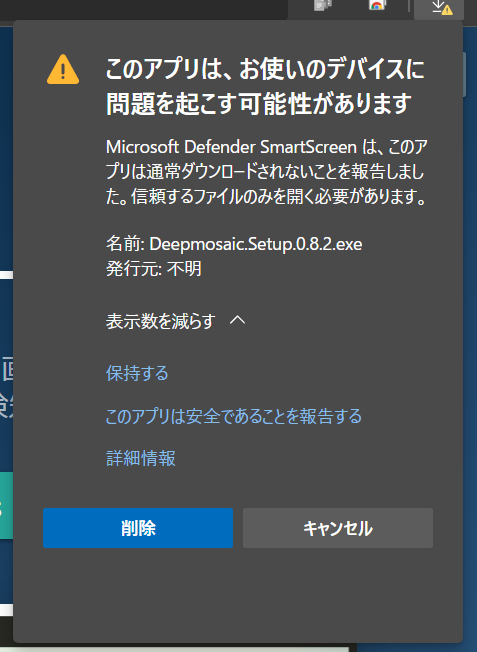 このアプリは、お使いのデバイスに
問題を起こす可能性があります
Microsoft Defender SmartScreen は、このア
プリは通常ダウンロードされないことを報告しまし
た。信頼するファイルのみを開く必要があります。
名前: Deepmosaic.Setup.0.8.2.exe
発行元: 不明
表示数を減らす
保持する
このアプリは安全であることを報告する
詳細情報
削除
キャンセル